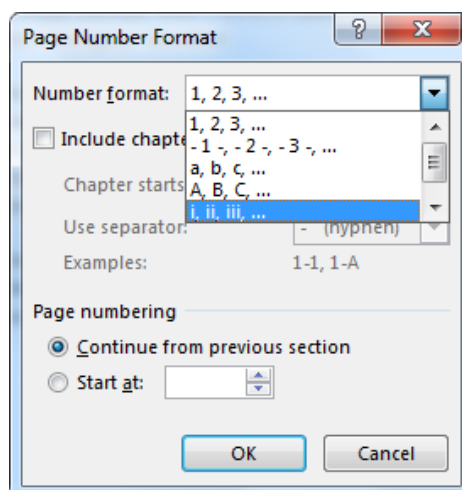 Page Number Format
Number format: 1, 2, 3, ...
1, 2, 3, ...
Include chapte
- 1 -, - 2 -, - 3 -, ...
a, b, c, ...
Chapter starts
A, B, C, ...
i, ii, iii, ...
Use separator: - (hyphen)
Examples: 1-1, 1-A
Page numbering
Continue from previous section
Start at:
OK Cancel